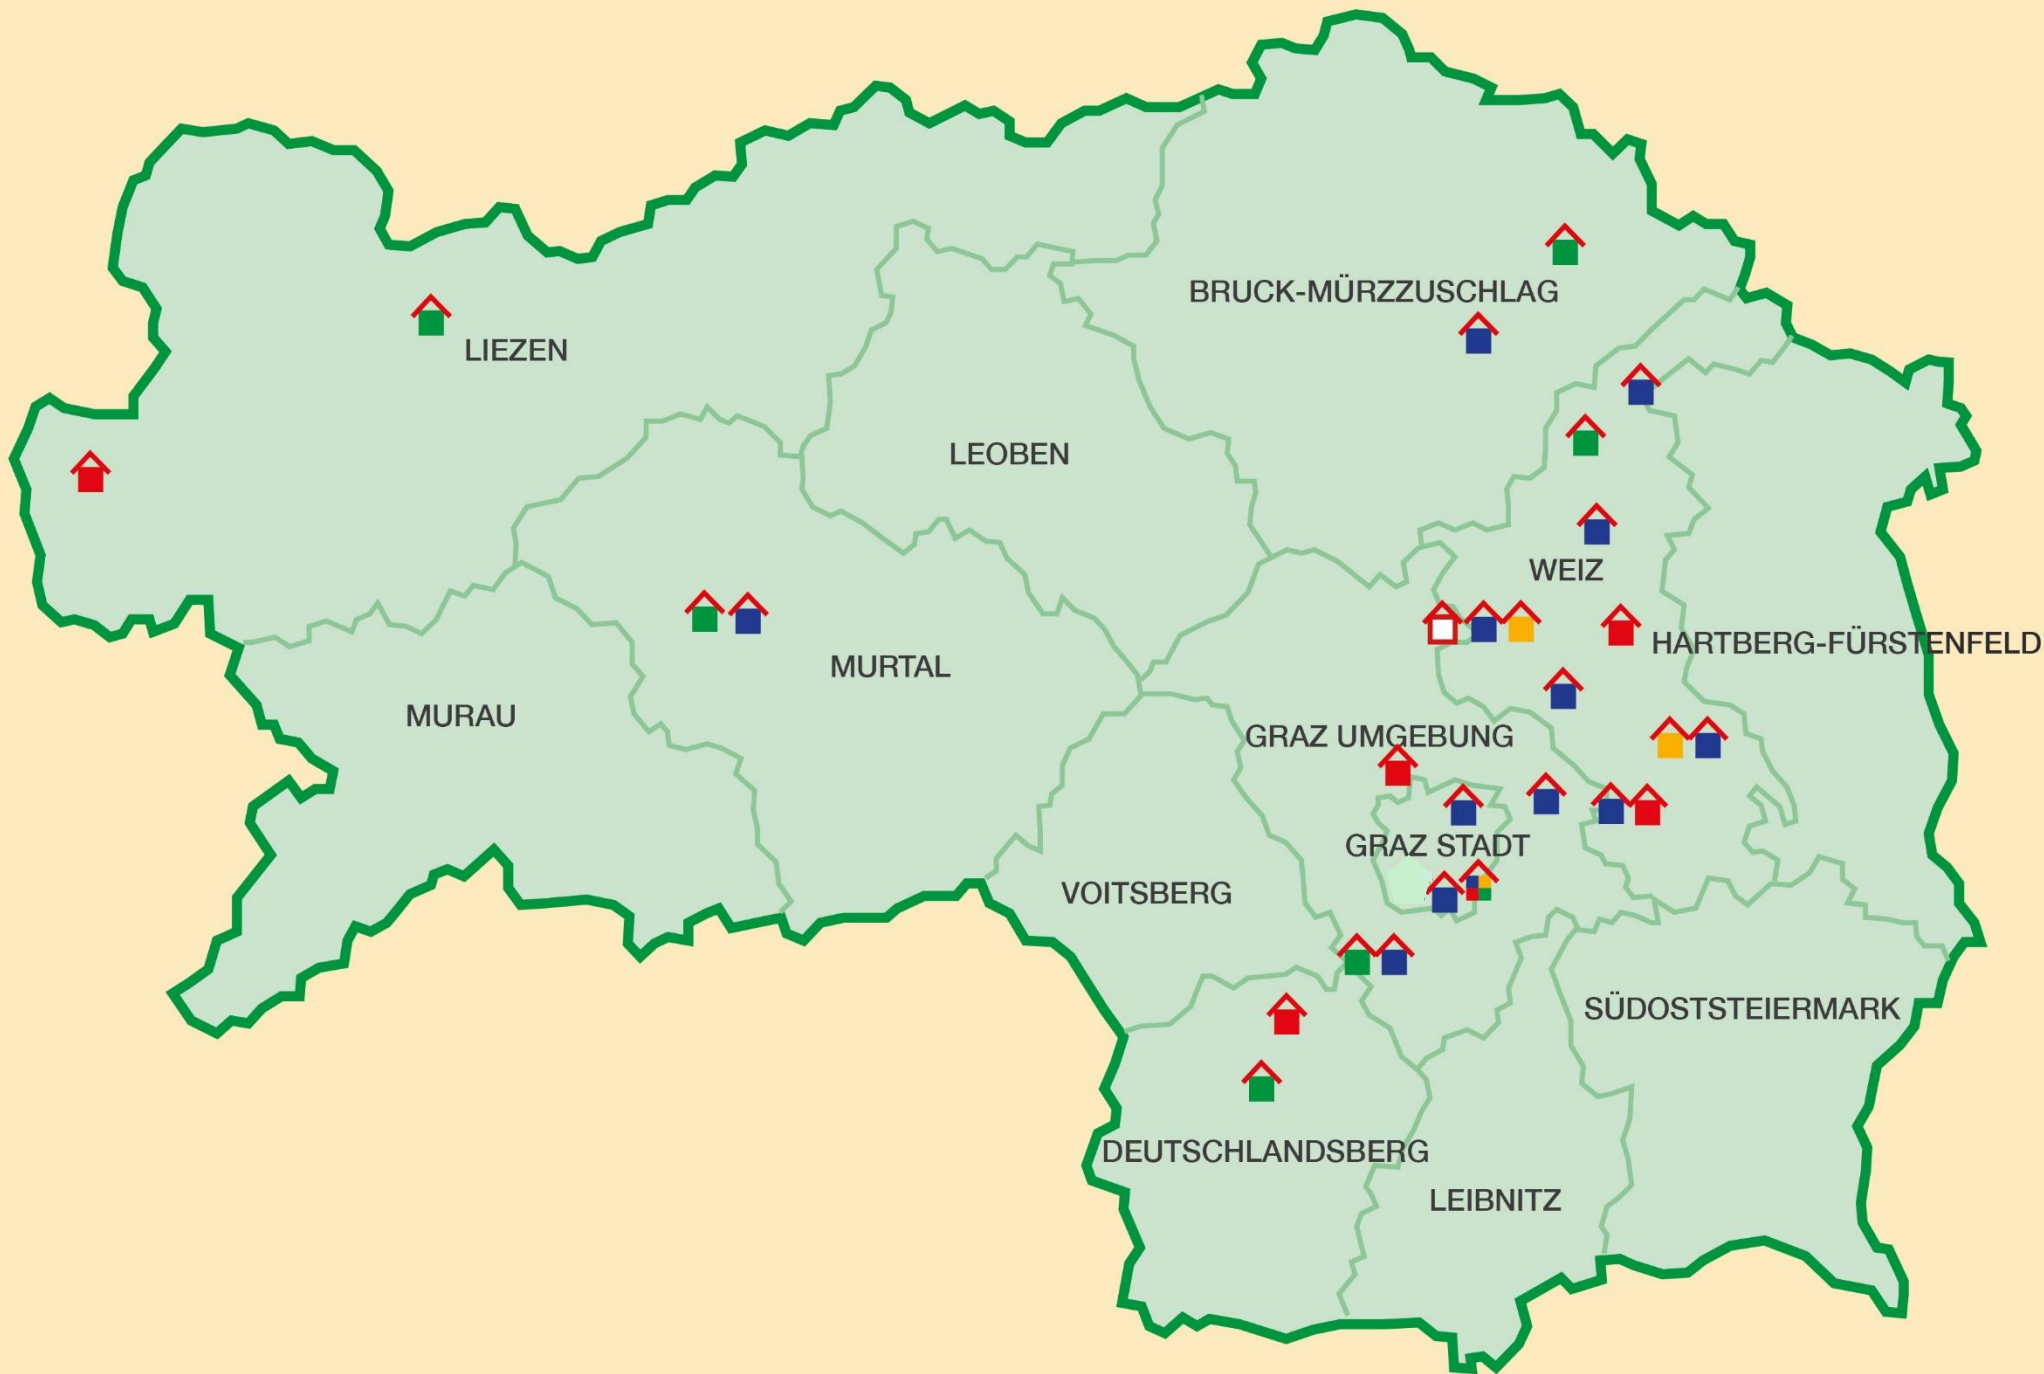 BRUCK-MÜRZZUSCHLAG
LIEZEN
LEOBEN
WEIZ
HARTBERG-FÜRSTENFELD
MURTAL
MURAU
GRAZ UMGEBUNG
GRAZ STADT
VOITSBERG
SÜDOSTSTEIERMARK
DEUTSCHLANDSBERG
LEIBNITZ